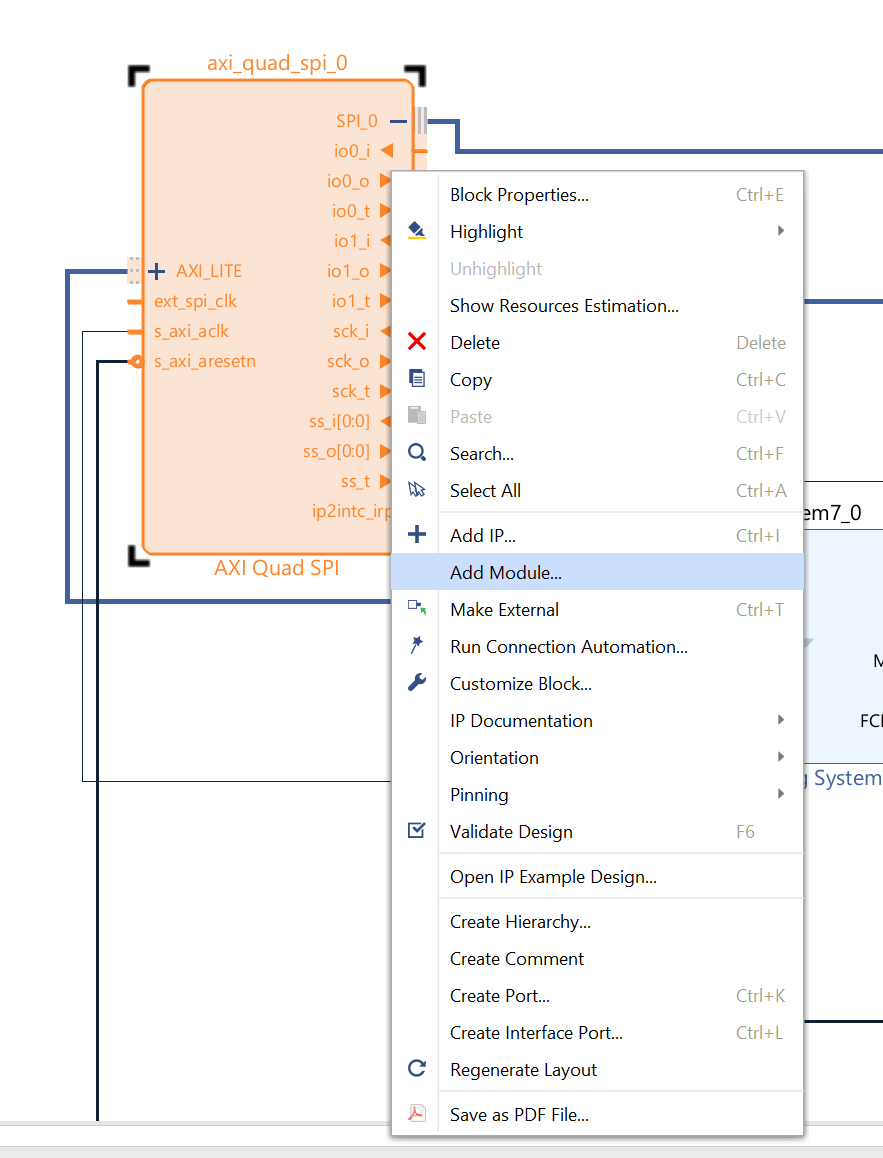 axi_quad_spi_0
SPI_0
io0_i
io0_o
io0_t
io1_i
AXI_LITE io1_o
ext_spi_clk io1_t
s_axi_aclk sck_i
s_axi_aresetn sck_o
sck_t
ss_i[0:0]
ss_o[0:0]
ss_t
ip2intc_irp
AXI Quad SPI
Block Properties... Ctrl+E
Highlight
Unhighlight
Show Resources Estimation...
Delete Delete
Copy Ctrl+C
Paste Ctrl+V
Search... Ctrl+F
Select All Ctrl+A
Add IP... Ctrl+I
Add Module...
Make External Ctrl+T
Run Connection Automation...
Customize Block...
IP Documentation
Orientation
Pinning
Validate Design F6
Open IP Example Design...
Create Hierarchy...
Create Comment
Create Port... Ctrl+K
Create Interface Port... Ctrl+L
Regenerate Layout
Save as PDF File...
em7_0
M
FCL
g System